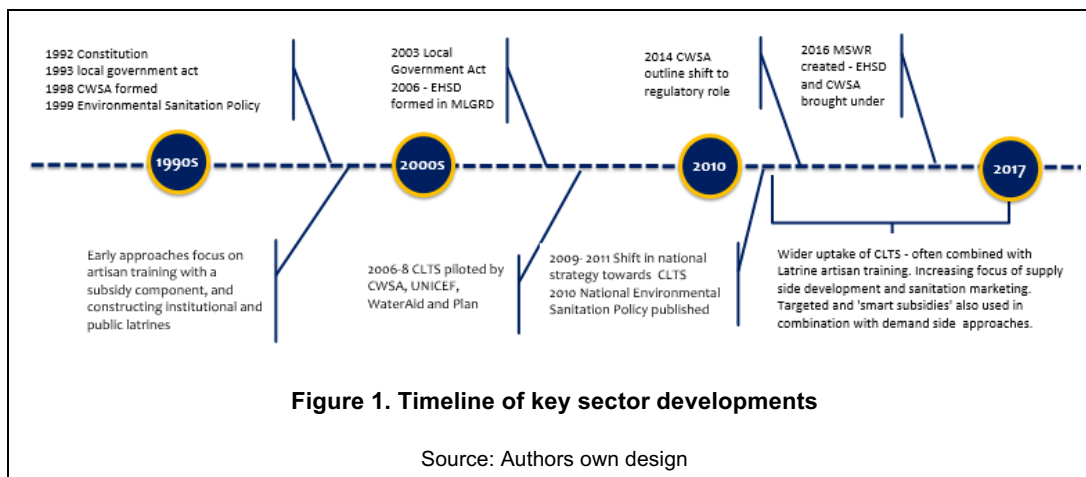 1992 Constitution
1993 local government act
1998 CWSA formed
1999 Environmental Sanitation Policy
2003 Local
Government Act
2006 - EHSD
formed in MLGRD
2014 CWSA
outline shift to
regulatory role
2016 MSWR
created - EHSD
and CWSA
brought under
1990S
2000S
2010
2017
Early approaches focus on
artisan training with a
subsidy component, and
constructing institutional and
public latrines
2006-8 CLTS piloted by
CWSA, UNICEF,
WaterAid and Plan
2009- 2011 Shift in national
strategy towards CLTS
2010 National Environmental
Sanitation Policy published
Wider uptake of CLTS - often combined with
Latrine artisan training. Increasing focus of supply
side development and sanitation marketing.
Targeted and 'smart subsidies' also used in
combination with demand side approaches.
Figure 1. Timeline of key sector developments
Source: Authors own design